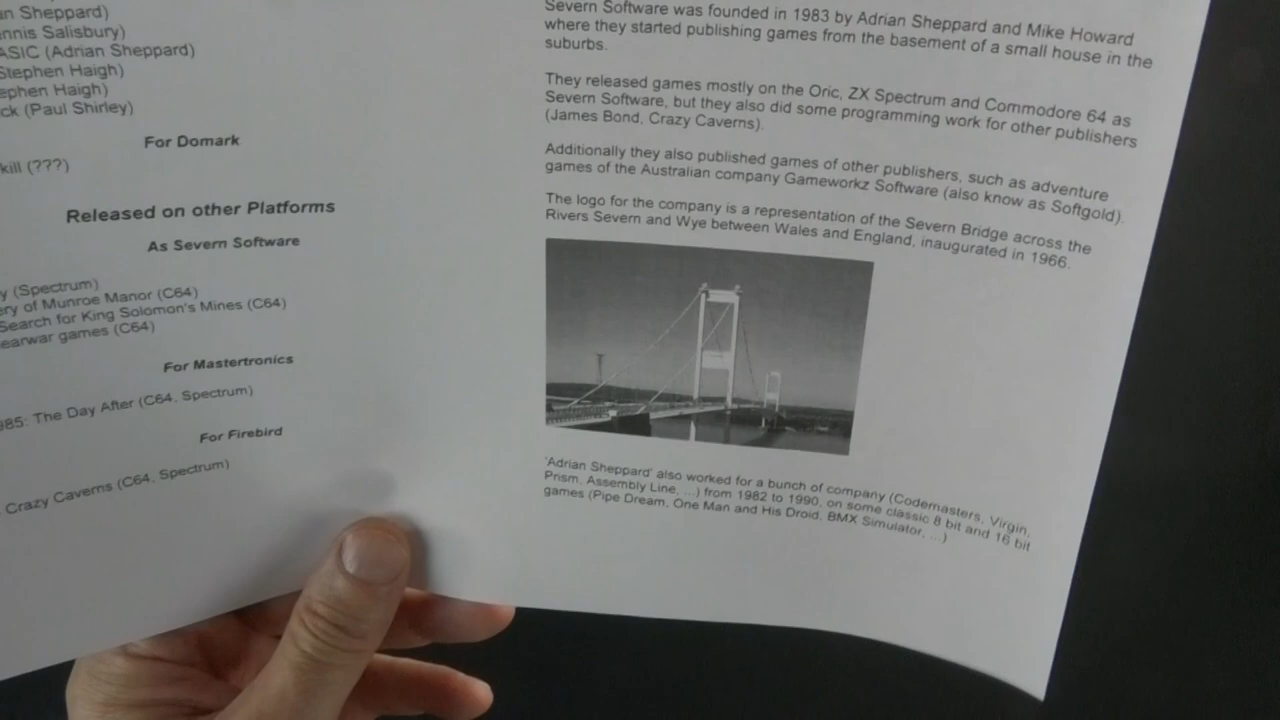 Sheppard)
Salisbury)
(Adrian Sheppard)
Stephen Haigh)
Haigh)
(Paul Shirley)
For Domark
(???)
Released on other Platforms
As Severn Software
(Spectrum)
of Munroe Manor (C64)
Search for King Solomon's Mines (C64)
games (C64)
For Mastertronics
The Day After (C64, Spectrum)
For Firebird
Crazy Caverns (C64, Spectrum)
Severn Software was founded in 1983 by Adrian Sheppard and Mike Howard
where they started publishing games from the basement of a small house in the
suburbs.
They released games mostly on the Oric, ZX Spectrum and Commodore 64 as
Severn Software, but they also did some programming work for other publishers
(James Bond, Crazy Caverns).
Additionally they also published games of other publishers, such as adventure
games of the Australian company Gameworkz Software (also know as Softgold).
The logo for the company is a representation of the Severn Bridge across the
Rivers Severn and Wye between Wales and England, inaugurated in 1966.
'Adrian Sheppard' also worked for a bunch of company (Codemasters, Virgin,
Prism, Assembly Line, ...) from 1982 to 1990, on some classic 8 bit and 16 bit
games (Pipe Dream, One Man and His Droid, BMX Simulator, ...)